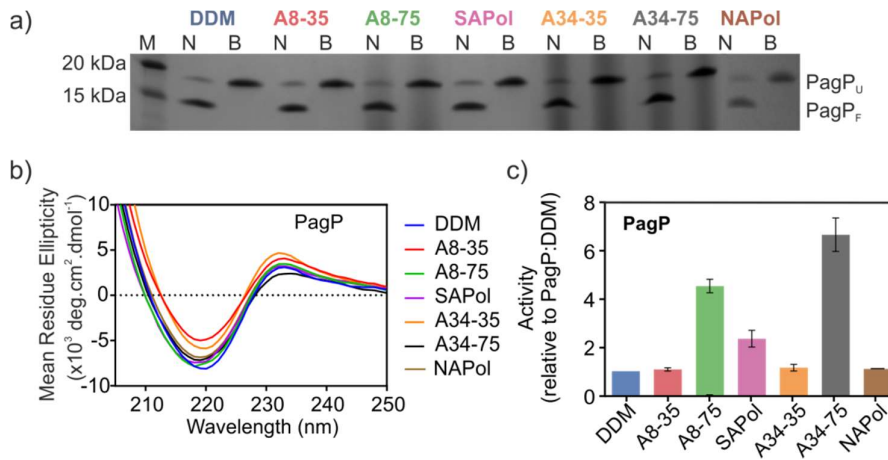 a)
DDM A8-35 A8-75 SAPol A34-35 A34-75 NAPol
M N B N B N B N B N B N B N B
20 kDa
15 kDa
PagP_U
PagP_F
b)
Mean Residue Ellipticity
(x10³ deg.cm².dmol⁻¹)
10
5
0
-5
-10
210 220 230 240 250
Wavelength (nm)
PagP
DDM
A8-35
A8-75
SAPol
A34-35
A34-75
NAPol
c)
Activity
(relative to PagP:DDM)
8
6
4
2
0
PagP
DDM
A8-35
A8-75
SAPol
A34-35
A34-75
NAPol